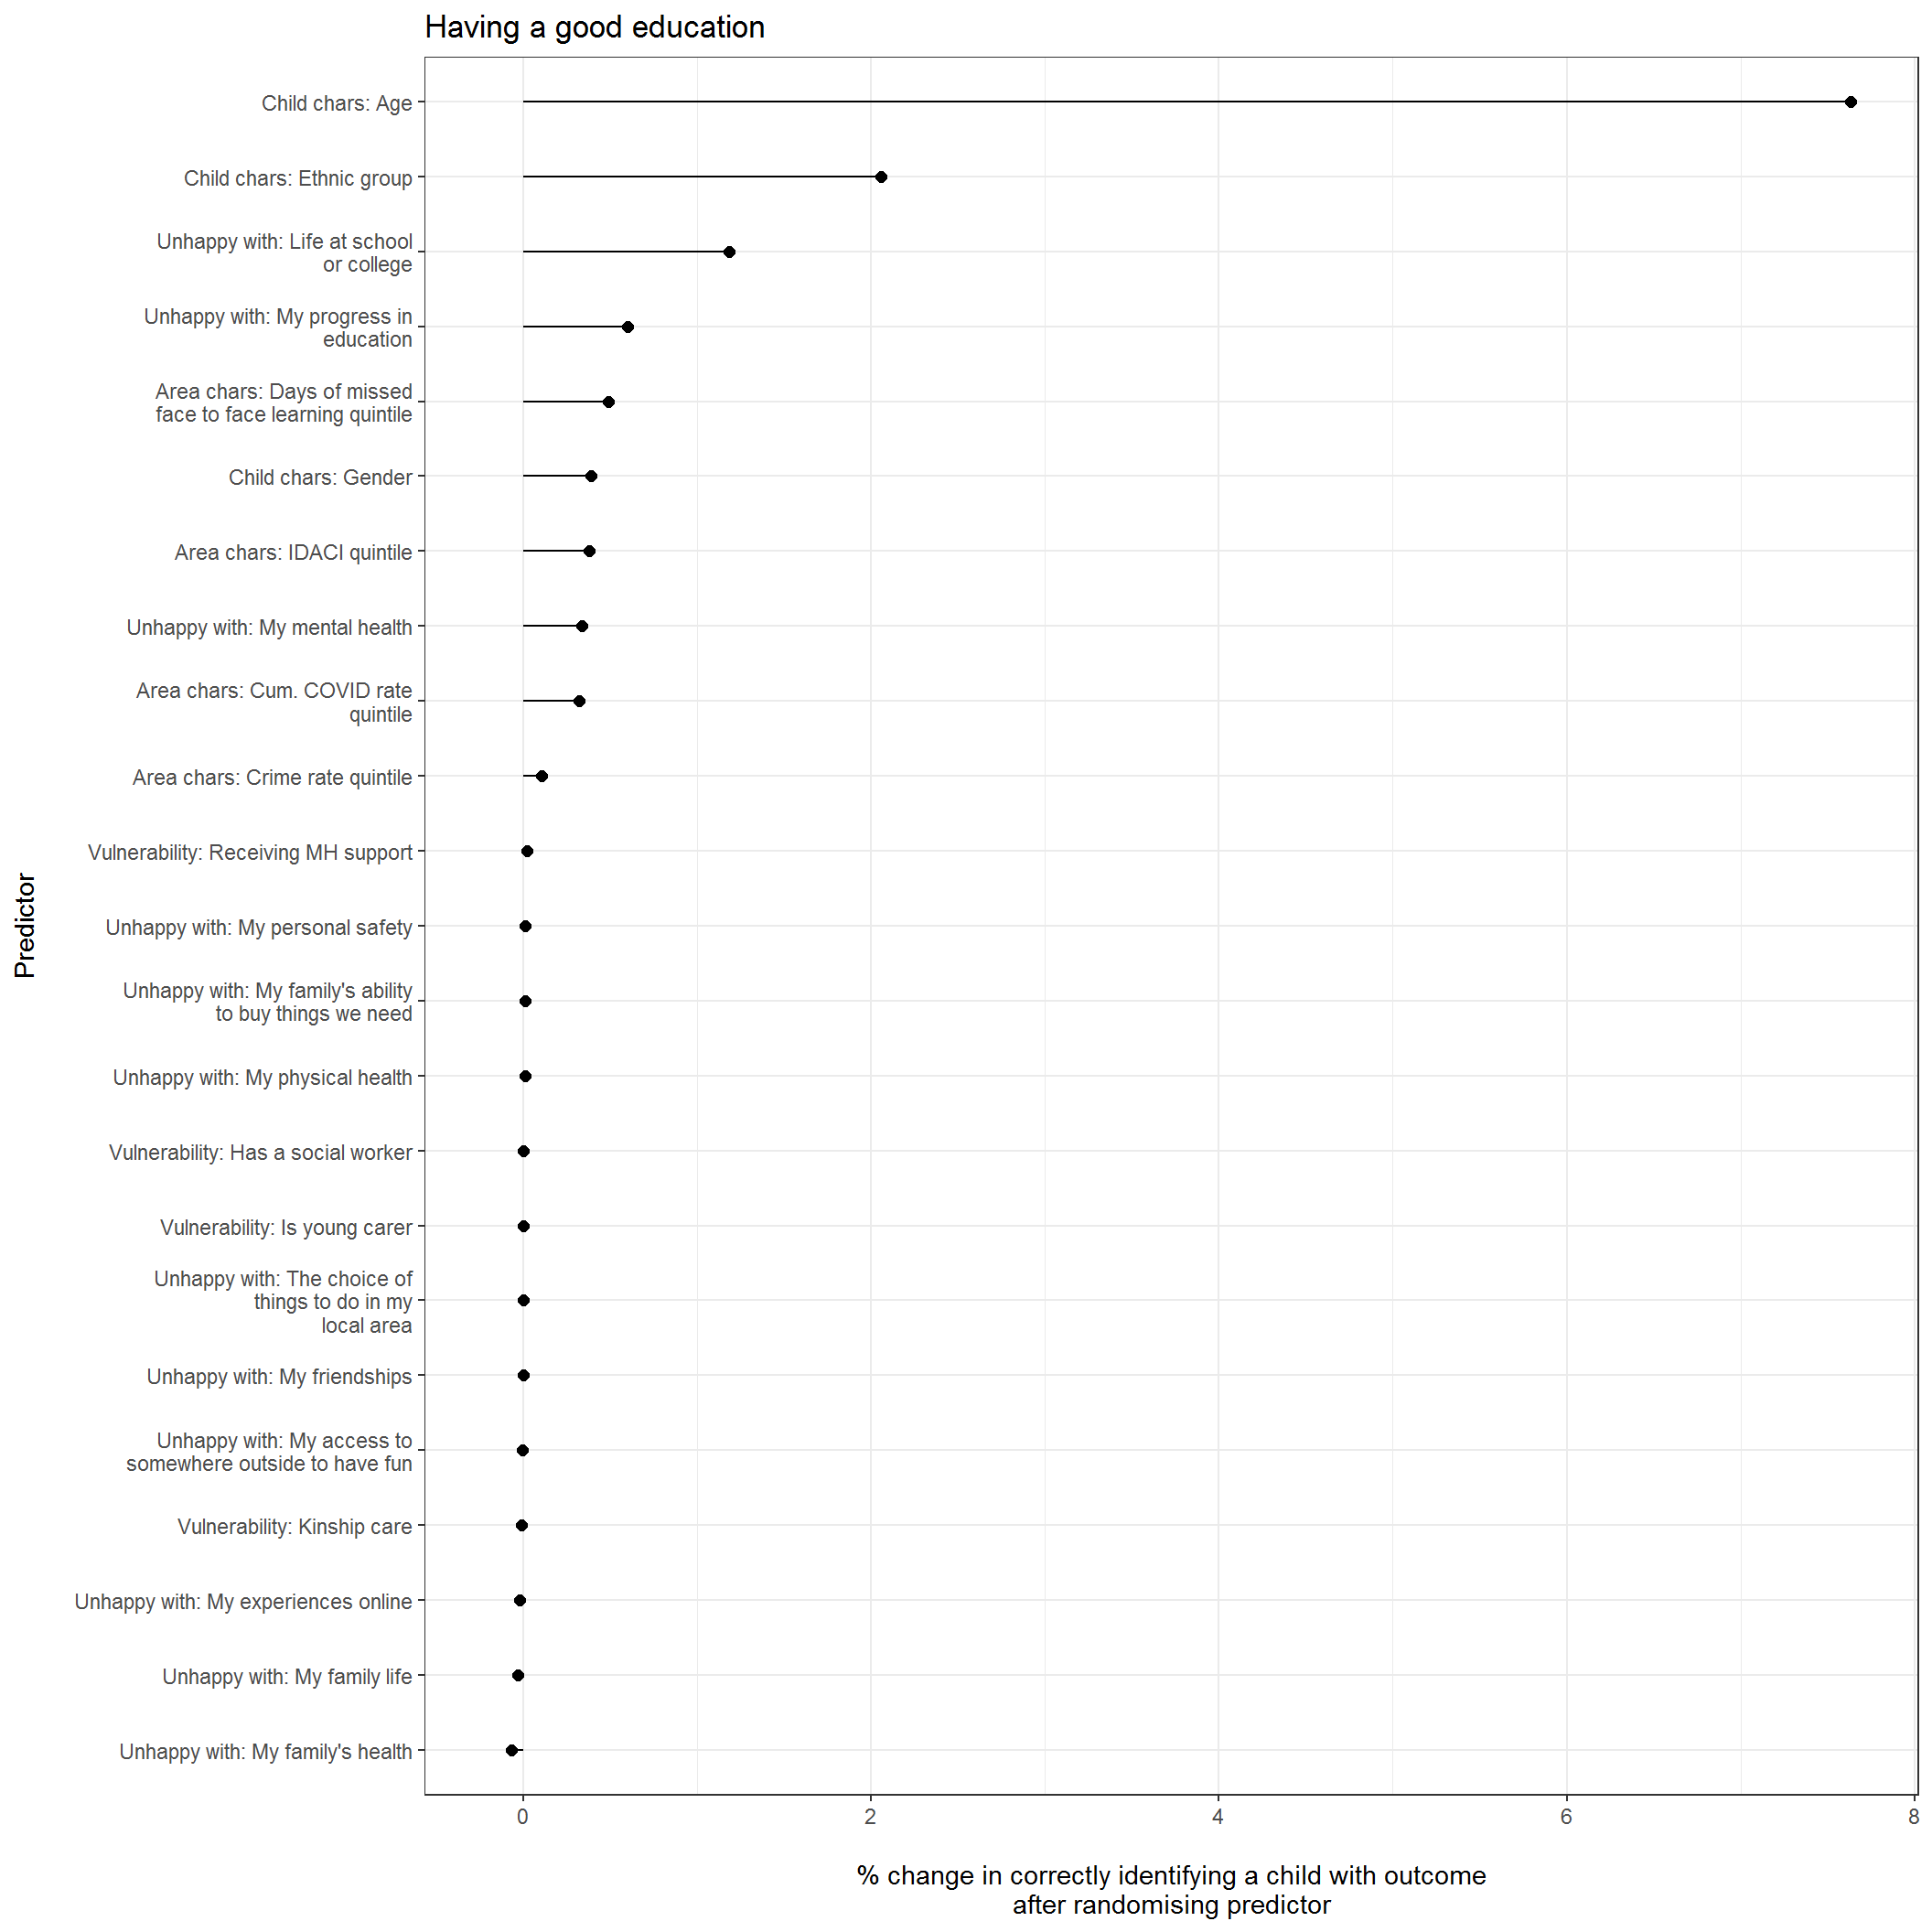 Having a good education
Child chars: Age
Child chars: Ethnic group
Unhappy with: Life at school
or college
Unhappy with: My progress in
education
Area chars: Days of missed
face to face learning quintile
Child chars: Gender
Area chars: IDACI quintile
Unhappy with: My mental health
Area chars: Cum. COVID rate
quintile
Area chars: Crime rate quintile
Vulnerability: Receiving MH support
Unhappy with: My personal safety
Unhappy with: My family's ability
to buy things we need
Unhappy with: My physical health
Vulnerability: Has a social worker
Vulnerability: Is young carer
Unhappy with: The choice of
things to do in my
local area
Unhappy with: My friendships
Unhappy with: My access to
somewhere outside to have fun
Vulnerability: Kinship care
Unhappy with: My experiences online
Unhappy with: My family life
Unhappy with: My family's health
Predictor
0 2 4 6 8
% change in correctly identifying a child with outcome
after randomising predictor